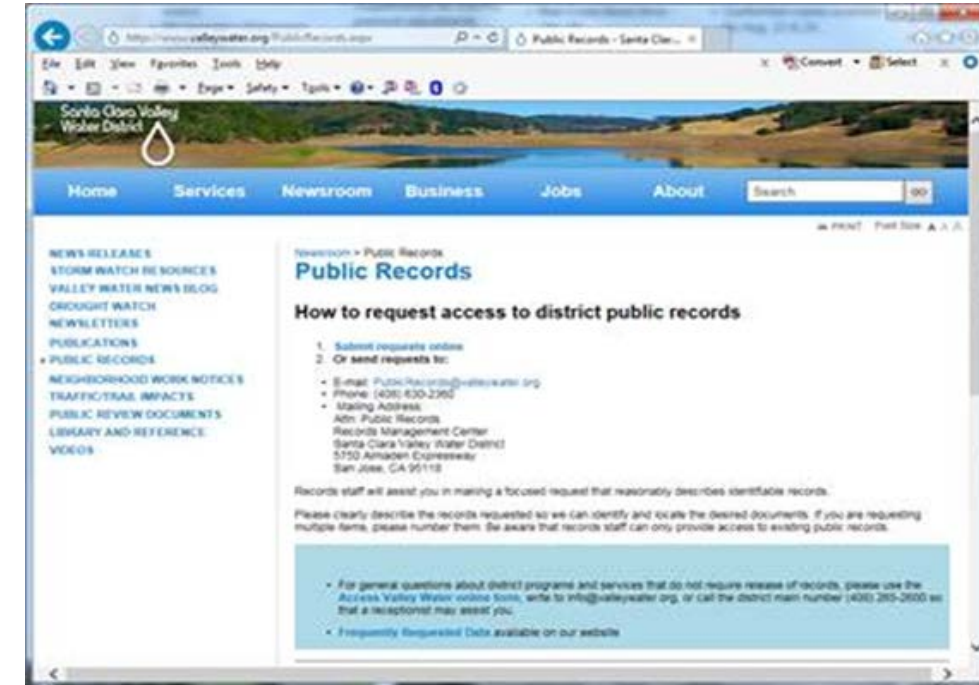 http://www.valleywater.org/PublicRecords.aspx
Public Records - Santa Clar...
File Edit View Favorites Tools Help
Convert Select
Page Safety Tools
Santa Clara Valley
Water District
Home Services Newsroom Business Jobs About Search GO
PRINT Font Size A A A
NEWS RELEASES
STORM WATCH RESOURCES
VALLEY WATER NEWS BLOG
DROUGHT WATCH
NEWSLETTERS
PUBLICATIONS
PUBLIC RECORDS
NEIGHBORHOOD WORK NOTICES
TRAFFIC/TRAIL IMPACTS
PUBLIC REVIEW DOCUMENTS
LIBRARY AND REFERENCE
VIDEOS
Newsroom > Public Records
Public Records
How to request access to district public records
1. Submit requests online
2. Or send requests to:
• E-mail: PublicRecords@valleywater.org
• Phone: (408) 630-2360
• Mailing Address:
Attn: Public Records
Records Management Center
Santa Clara Valley Water District
5750 Almaden Expressway
San Jose, CA 95118
Records staff will assist you in making a focused request that reasonably describes identifiable records.
Please clearly describe the records requested so we can identify and locate the desired documents. If you are requesting
multiple items, please number them. Be aware that records staff can only provide access to existing public records.
• For general questions about district programs and services that do not require release of records, please use the
Access Valley Water online form, write to info@valleywater.org, or call the district main number (408) 265-2600 so
that a receptionist may assist you.
• Frequently Requested Data available on our website